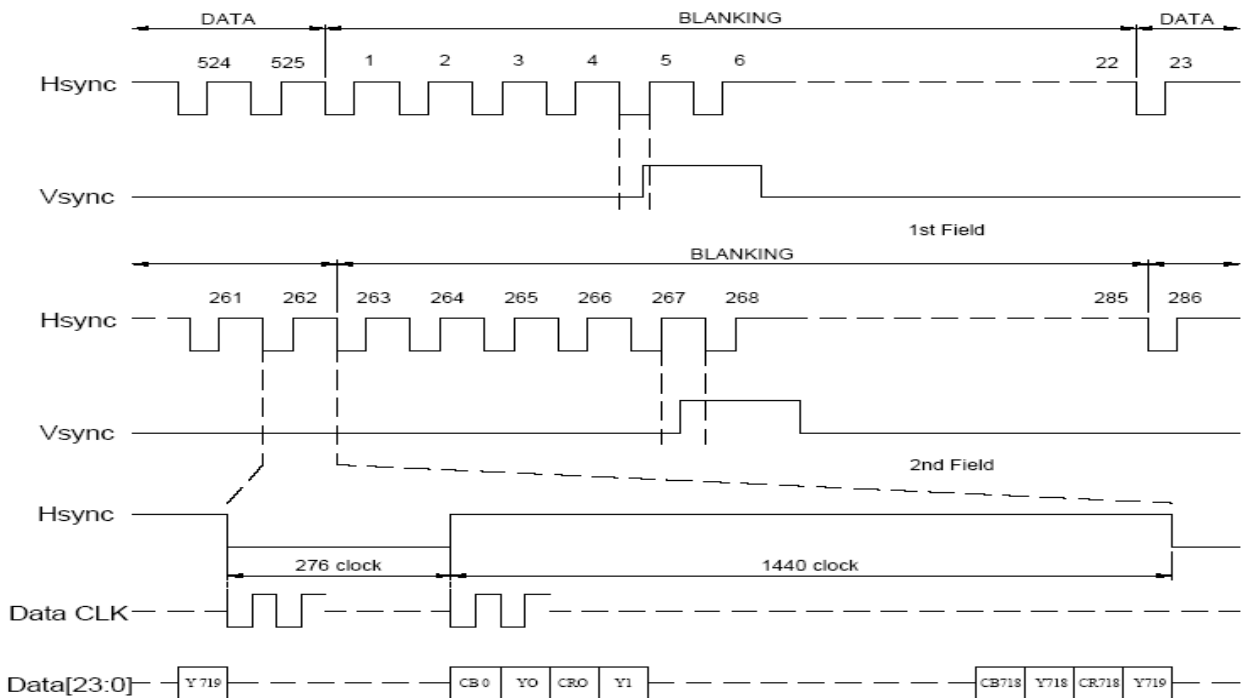 DATA BLANKING DATA
524 525 1 2 3 4 5 6 22 23
Hsync
Vsync
1st Field
BLANKING
261 262 263 264 265 266 267 268 285 286
Hsync
Vsync
2nd Field
Hsync
276 clock 1440 clock
Data CLK
Data[23:0] Y719 CB0 Y0 CR0 Y1 CB718 Y718 CR718 Y719